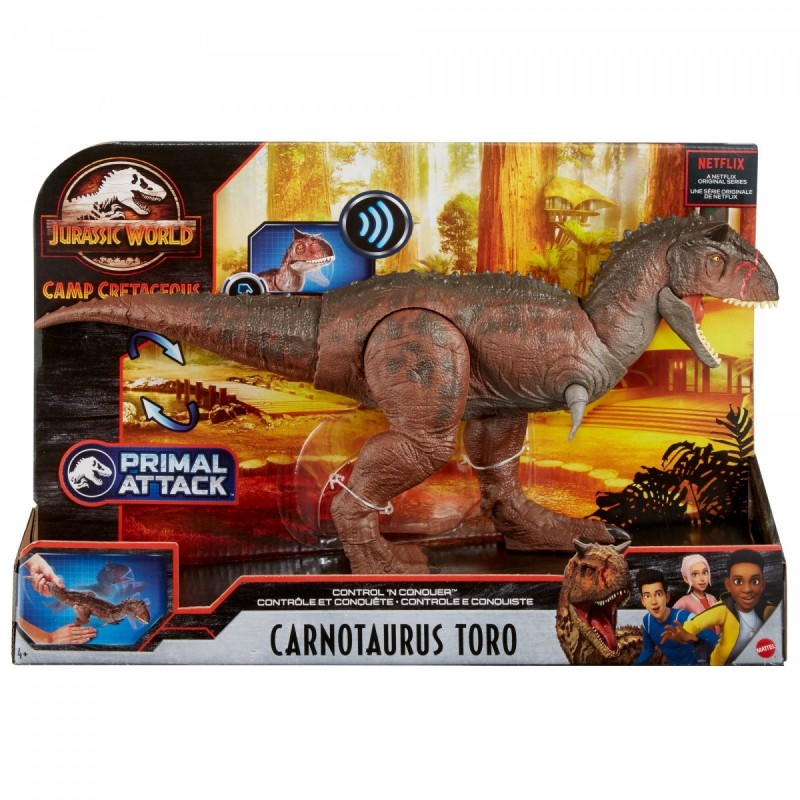 JURASSIC WORLD
CAMP CRETACEOUS
NETFLIX
A NETFLIX
ORIGINAL SERIES
UNE SÉRIE ORIGINALE
DE NETFLIX
PRIMAL
ATTACK™
CONTROL 'N CONQUER™
CONTRÔLE ET CONQUÊTE • CONTROLE E CONQUISTE
CARNOTAURUS TORO
4+
MATTEL